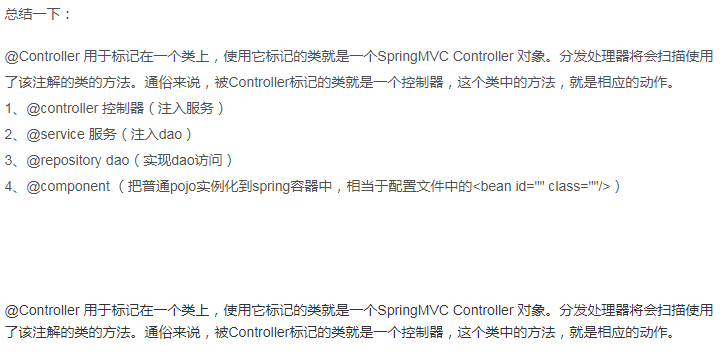 总结一下：
@Controller 用于标记在一个类上，使用它标记的类就是一个SpringMVC Controller 对象。分发处理器将会扫描使用
了该注解的类的方法。通俗来说，被Controller标记的类就是一个控制器，这个类中的方法，就是相应的动作。
1、@controller 控制器（注入服务）
2、@service 服务（注入dao）
3、@repository dao（实现dao访问）
4、@component （把普通pojo实例化到spring容器中，相当于配置文件中的<bean id="" class=""/>）
@Controller 用于标记在一个类上，使用它标记的类就是一个SpringMVC Controller 对象。分发处理器将会扫描使用
了该注解的类的方法。通俗来说，被Controller标记的类就是一个控制器，这个类中的方法，就是相应的动作。